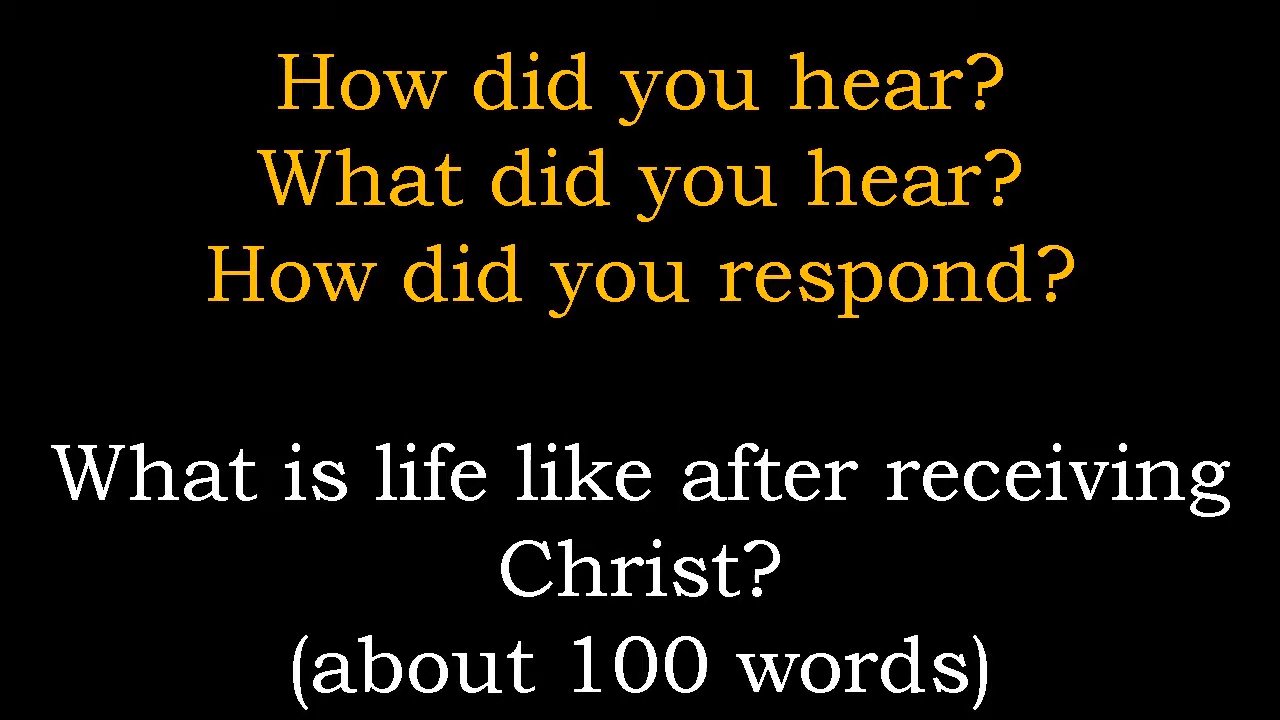 How did you hear?
What did you hear?
How did you respond?
What is life like after receiving
Christ?
(about 100 words)